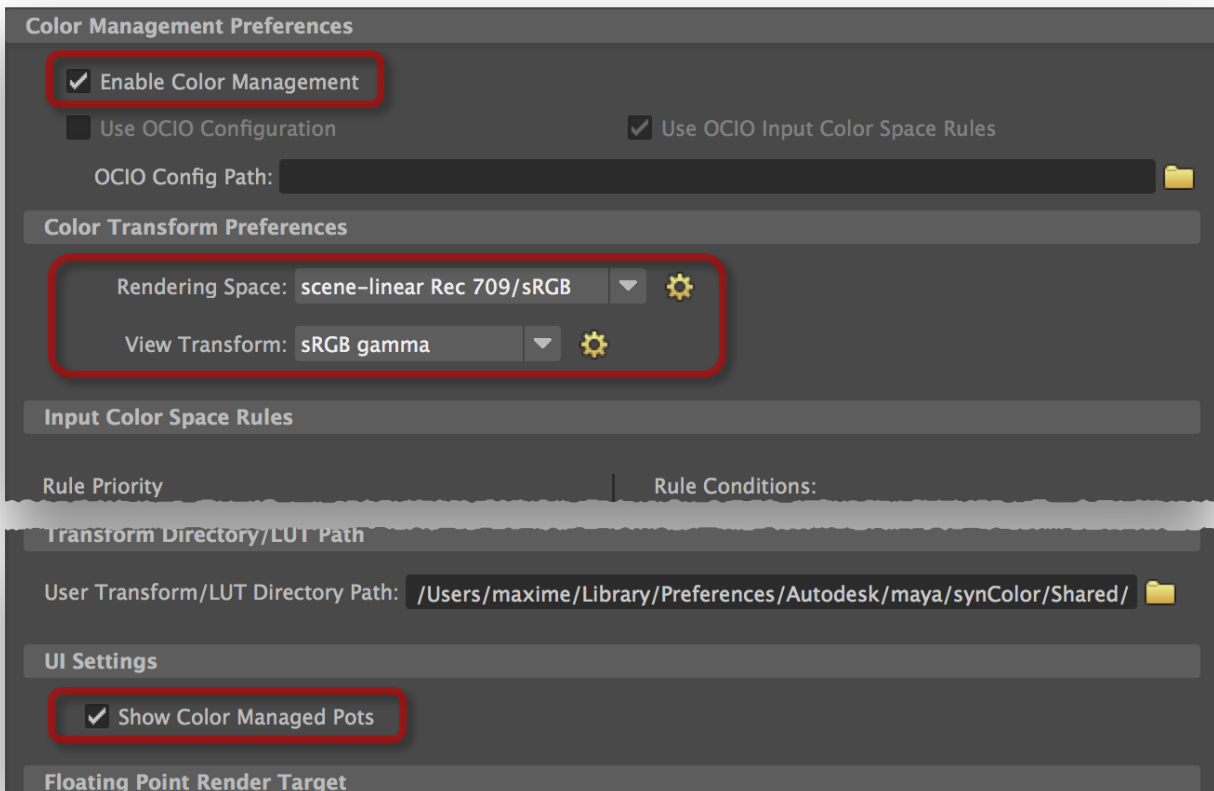 Color Management Preferences
Enable Color Management
Use OCIO Configuration Use OCIO Input Color Space Rules
OCIO Config Path:
Color Transform Preferences
Rendering Space: scene-linear Rec 709/sRGB
View Transform: sRGB gamma
Input Color Space Rules
Rule Priority Rule Conditions:
Transform Directory/LUT Path
User Transform/LUT Directory Path: /Users/maxime/Library/Preferences/Autodesk/maya/synColor/Shared/
UI Settings
Show Color Managed Pots
Floating Point Render Target